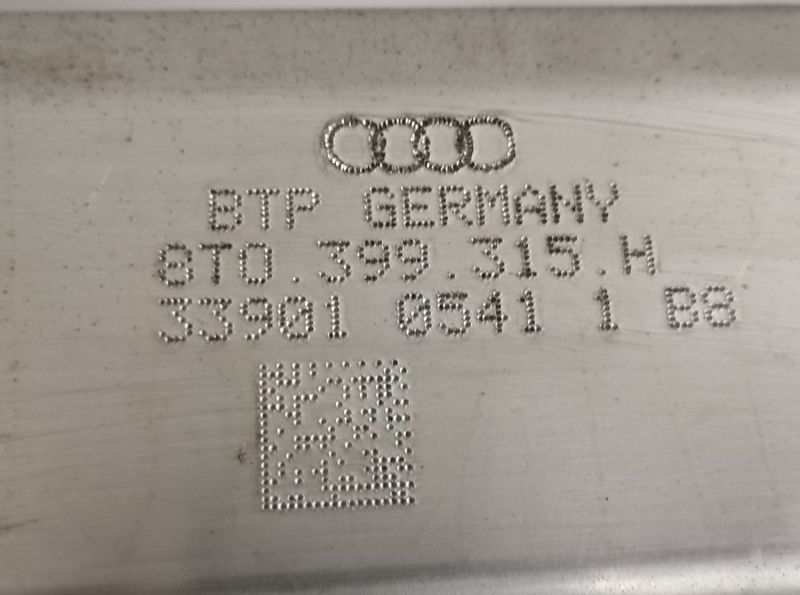 BTP GERMANY
8T0.399.315.H
33901 0541 1 B8